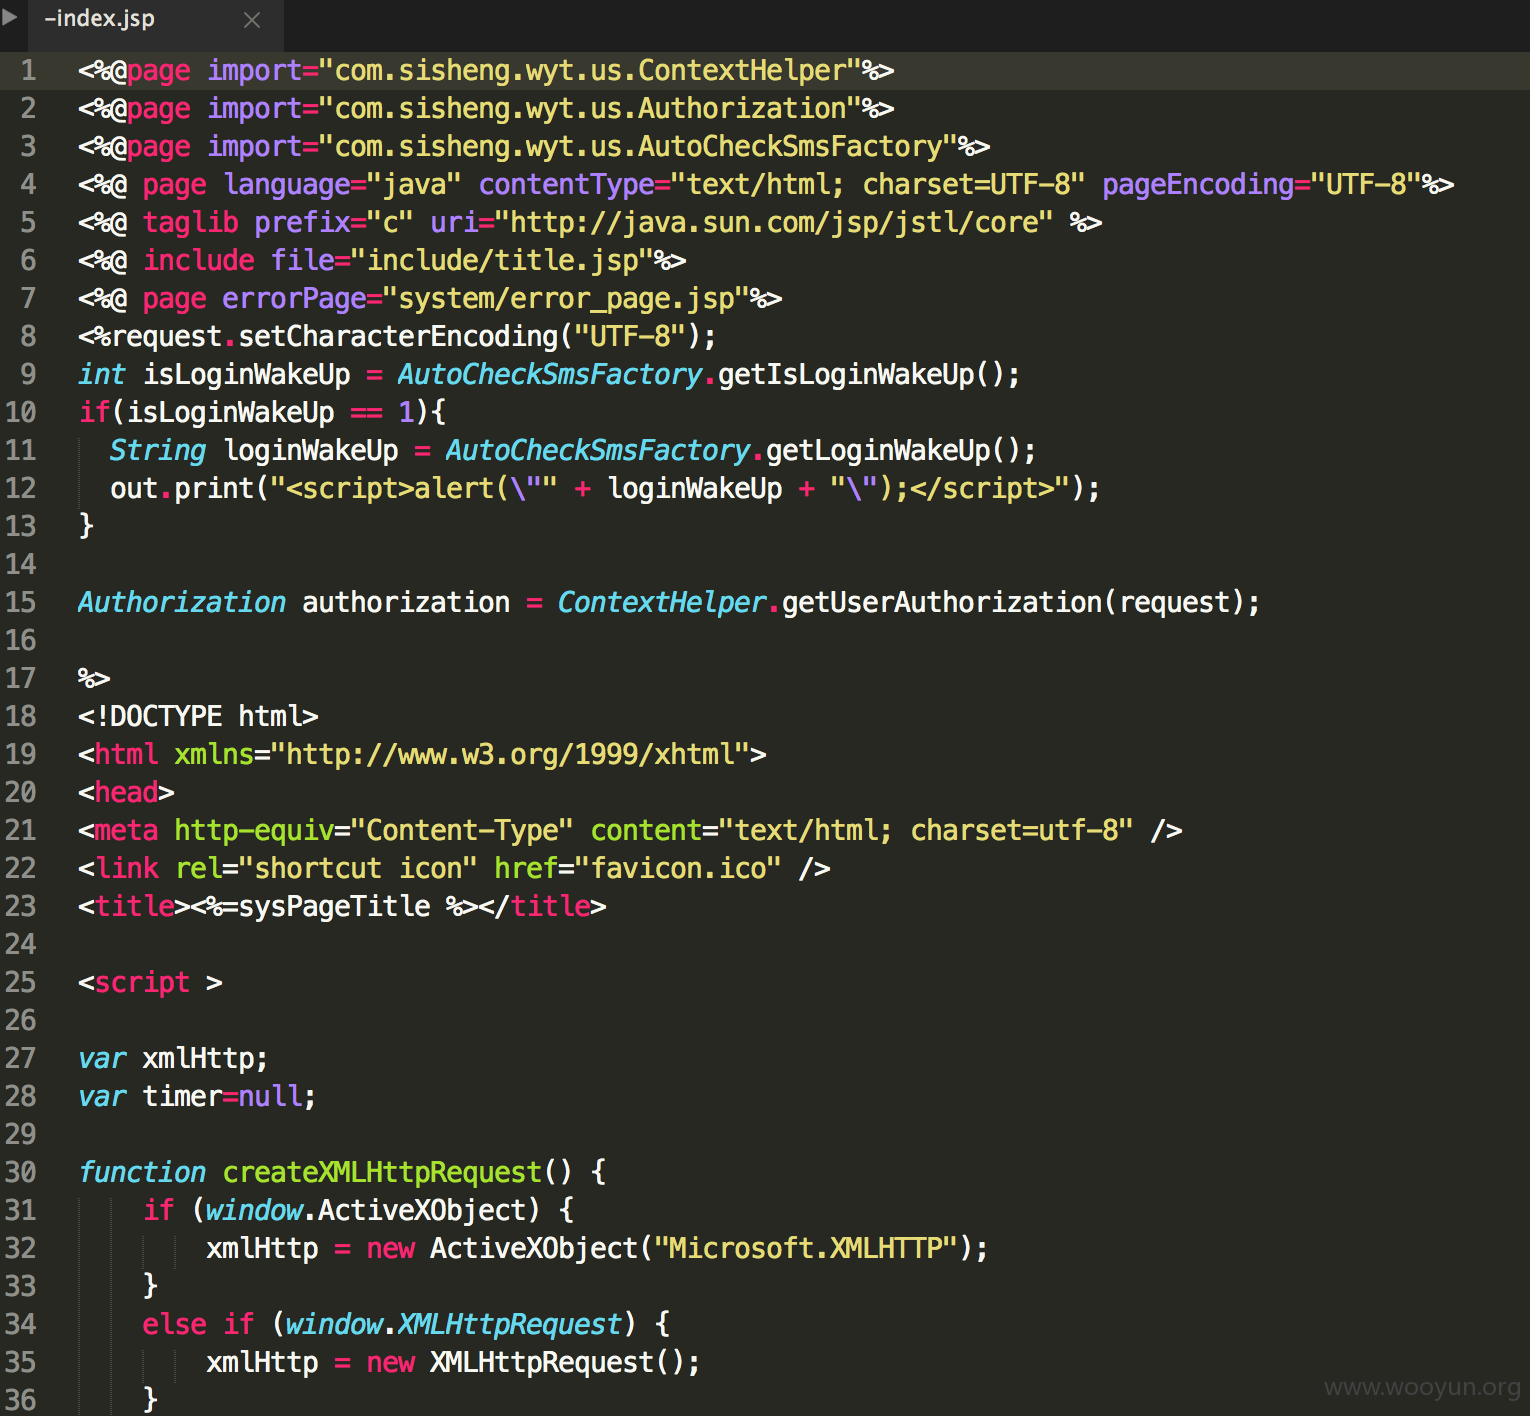 -index.jsp
1 <%@page import="com.sisheng.wyt.us.ContextHelper"%>
2 <%@page import="com.sisheng.wyt.us.Authorization"%>
3 <%@page import="com.sisheng.wyt.us.AutoCheckSmsFactory"%>
4 <%@ page language="java" contentType="text/html; charset=UTF-8" pageEncoding="UTF-8"%>
5 <%@ taglib prefix="c" uri="http://java.sun.com/jsp/jstl/core" %>
6 <%@ include file="include/title.jsp"%>
7 <%@ page errorPage="system/error_page.jsp"%>
8 <%request.setCharacterEncoding("UTF-8");
9 int isLoginWakeUp = AutoCheckSmsFactory.getIsLoginWakeUp();
10 if(isLoginWakeUp == 1){
11   String loginWakeUp = AutoCheckSmsFactory.getLoginWakeUp();
12   out.print("<script>alert(\"" + loginWakeUp + "\");</script>");
13 }
14
15 Authorization authorization = ContextHelper.getUserAuthorization(request);
16
17 %>
18 <!DOCTYPE html>
19 <html xmlns="http://www.w3.org/1999/xhtml">
20 <head>
21 <meta http-equiv="Content-Type" content="text/html; charset=utf-8" />
22 <link rel="shortcut icon" href="favicon.ico" />
23 <title><%=sysPageTitle %></title>
24
25 <script >
26
27 var xmlHttp;
28 var timer=null;
29
30 function createXMLHttpRequest() {
31     if (window.ActiveXObject) {
32         xmlHttp = new ActiveXObject("Microsoft.XMLHTTP");
33     }
34     else if (window.XMLHttpRequest) {
35         xmlHttp = new XMLHttpRequest();
36     }
www.wooyun.org